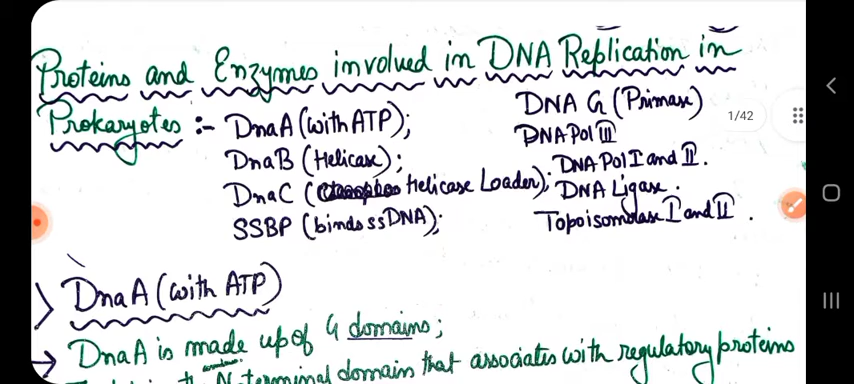 Proteins and Enzymes involved in DNA Replication in
Prokaryotes :- DnaA (with ATP);
DnaB (Helicase);
DnaC (Helicase Loader);
SSBP (binds ssDNA);
DNA G (Primase)
DNA Pol III
DNA Pol I and II.
DNA Ligase.
Topoisomerase I and II.
1/42
> DnaA (with ATP)
→ DnaA is made up of 4 domains;
terminal domain that associates with regulatory proteins